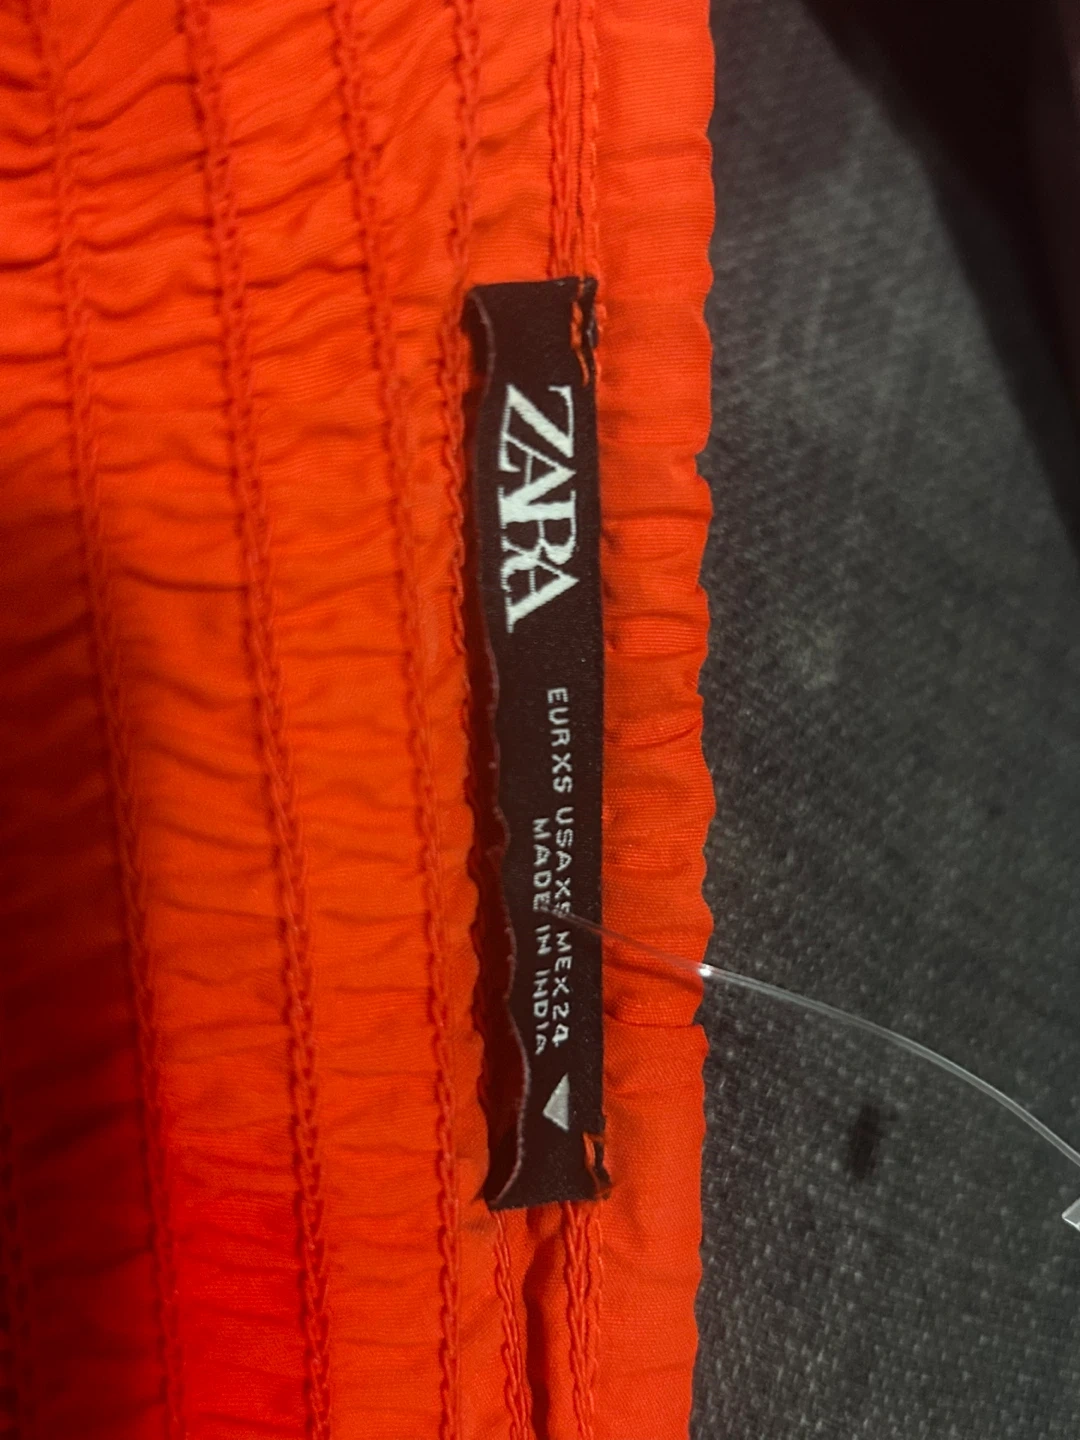 ZARA
EUR XS USA XS MEX 24
MADE IN INDIA